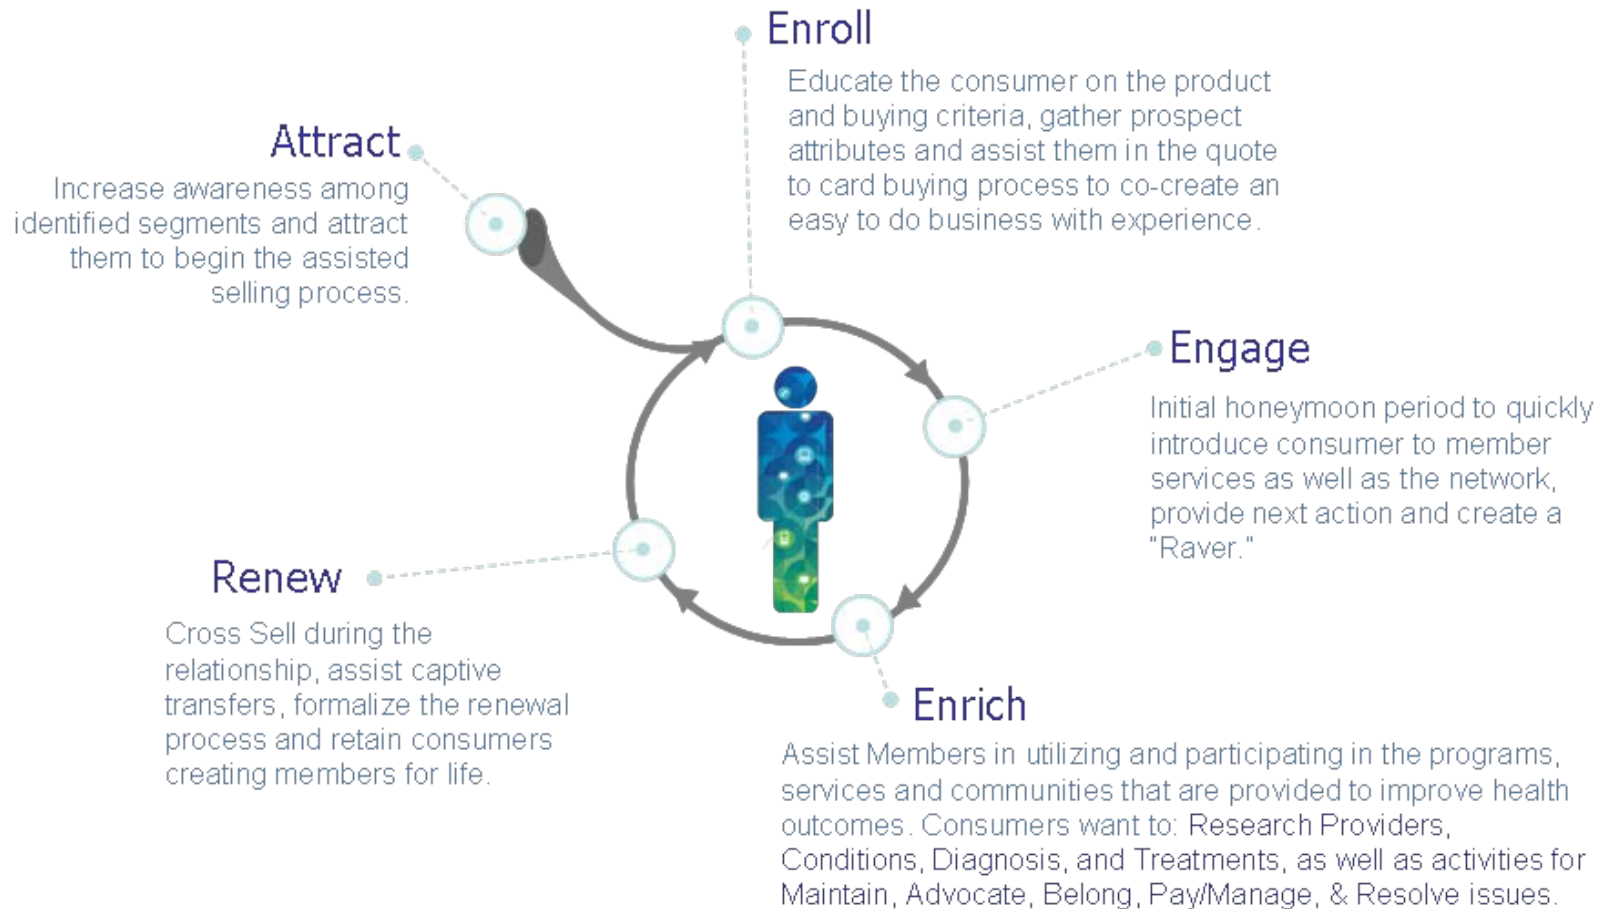 Enroll
Educate the consumer on the product
and buying criteria, gather prospect
attributes and assist them in the quote
to card buying process to co-create an
easy to do business with experience.
Attract
Increase awareness among
identified segments and attract
them to begin the assisted
selling process.
Engage
Initial honeymoon period to quickly
introduce consumer to member
services as well as the network,
provide next action and create a
"Raver."
Renew
Cross Sell during the
relationship, assist captive
transfers, formalize the renewal
process and retain consumers
creating members for life.
Enrich
Assist Members in utilizing and participating in the programs,
services and communities that are provided to improve health
outcomes. Consumers want to: Research Providers,
Conditions, Diagnosis, and Treatments, as well as activities for
Maintain, Advocate, Belong, Pay/Manage, & Resolve issues.